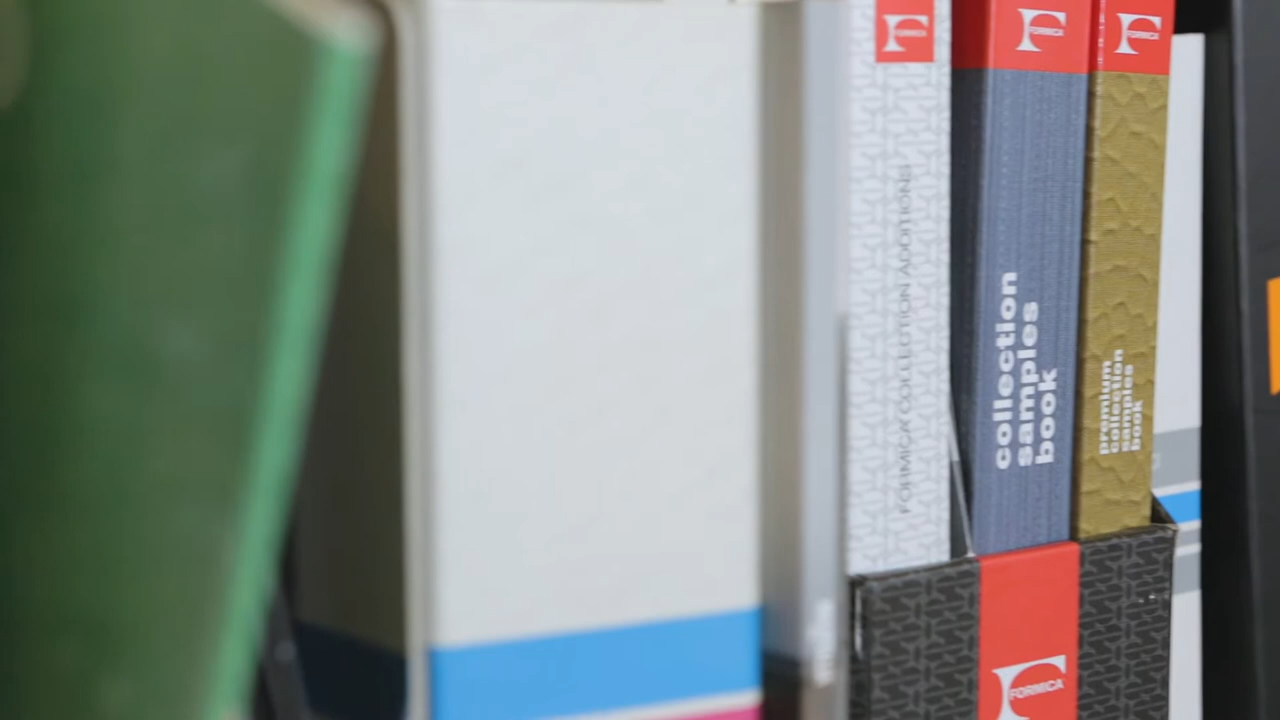 FORMICA
FORMICA COLLECTION ADDITIONS
FORMICA
collection
samples
book
FORMICA
premium
collection
samples
book
FORMICA